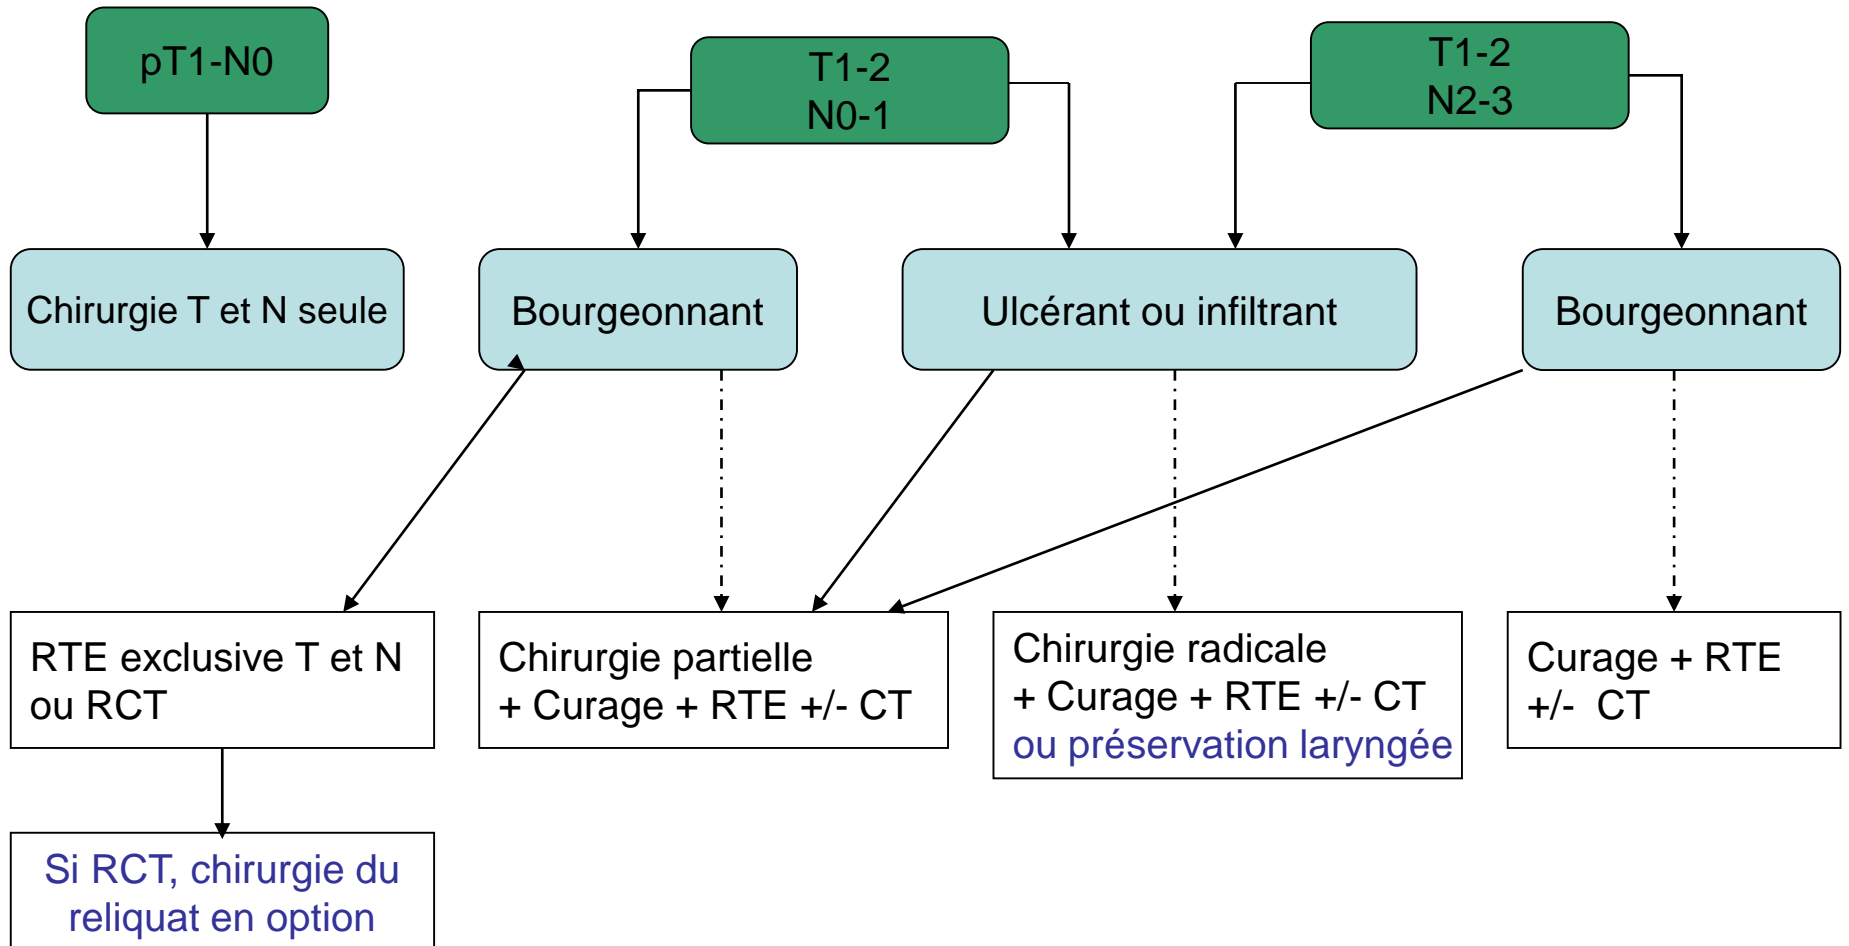 pT1-N0
T1-2
N0-1
T1-2
N2-3
Chirurgie T et N seule
Bourgeonnant
Ulcérant ou infiltrant
Bourgeonnant
RTE exclusive T et N
ou RCT
Chirurgie partielle
+ Curage + RTE +/- CT
Chirurgie radicale
+ Curage + RTE +/- CT
ou préservation laryngée
Curage + RTE
+/- CT
Si RCT, chirurgie du
reliquat en option